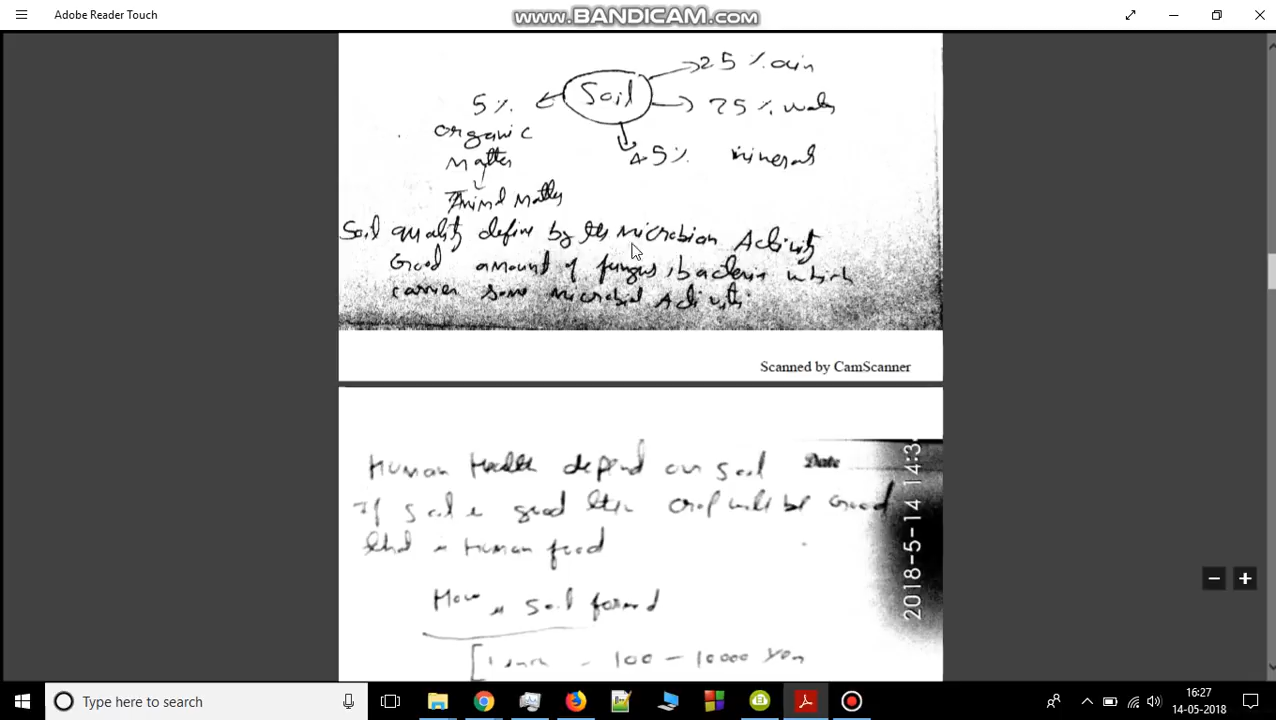 Adobe Reader Touch
www.BANDICAM.com
25 % air
Soil
5 %.
25 % water
organic
45 %. minerals
Matter
Animal Matter
Soil quality define by the microbian Activity
Good amount of fungus, bacteria which
carries some microbial Activity
Scanned by CamScanner
Human Health depend on soil
Date
If soil is good then crop will be Good
that is Human food
2018-5-14 14:3
How is soil formed
[1 inch - 100 - 10000 year
Type here to search
16:27
14-05-2018